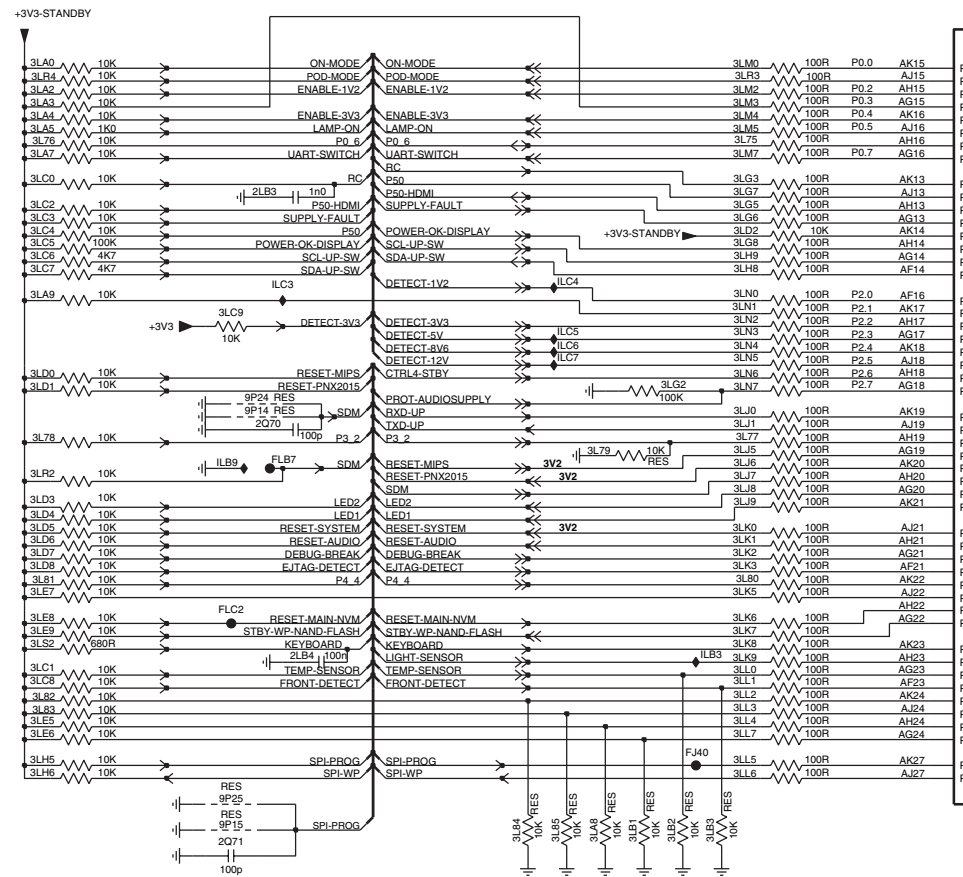 +3V3-STANDBY
3LA0 10K ON-MODE ON-MODE 3LM0 100R P0.0 AK15
3LR4 10K POD-MODE POD-MODE 3LR3 100R AJ15
3LA2 10K ENABLE-1V2 ENABLE-1V2 3LM2 100R P0.2 AH15
3LA3 10K 3LM3 100R P0.3 AG15
3LA4 10K ENABLE-3V3 ENABLE-3V3 3LM4 100R P0.4 AK16
3LA5 1K0 LAMP-ON LAMP-ON 3LM5 100R P0.5 AJ16
3L76 10K P0_6 P0_6 3L75 100R AH16
3LA7 10K UART-SWITCH UART-SWITCH 3LM7 100R P0.7 AG16
RC
3LC0 10K RC P50 3LG3 100R AK13
2LB3 1n0 P50-HDMI 3LG7 100R AJ13
3LC2 10K P50-HDMI SUPPLY-FAULT 3LG5 100R AH13
3LC3 10K SUPPLY-FAULT 3LG6 100R AG13
3LC4 10K P50 POWER-OK-DISPLAY +3V3-STANDBY 3LD2 10K AK14
3LC5 100K POWER-OK-DISPLAY SCL-UP-SW 3LG8 100R AH14
3LC6 4K7 SCL-UP-SW SDA-UP-SW 3LH9 100R AG14
3LC7 4K7 SDA-UP-SW 3LH8 100R AF14
ILC3 DETECT-1V2 ILC4
3LA9 10K 3LN0 100R P2.0 AF16
3LN1 100R P2.1 AK17
+3V3 3LC9 10K DETECT-3V3 DETECT-3V3 3LN2 100R P2.2 AH17
DETECT-5V ILC5 3LN3 100R P2.3 AG17
DETECT-8V6 ILC6 3LN4 100R P2.4 AK18
DETECT-12V ILC7 3LN5 100R P2.5 AJ18
3LD0 10K RESET-MIPS CTRL4-STBY 3LN6 100R P2.6 AH18
3LD1 10K RESET-PNX2015 3LG2 100K 3LN7 100R P2.7 AG18
9P24 RES PROT-AUDIOSUPPLY
9P14 RES SDM RXD-UP 3LJ0 100R AK19
2Q70 100p TXD-UP 3LJ1 100R AJ19
3L78 10K P3_2 P3_2 3L77 100R AH19
3L79 10K RES 3LJ5 100R AG19
ILB9 FLB7 SDM RESET-MIPS 3V2 3LJ6 100R AK20
3LR2 10K RESET-PNX2015 3V2 3LJ7 100R AH20
SDM 3LJ8 100R AG20
3LD3 10K LED2 LED2 3LJ9 100R AK21
3LD4 10K LED1 LED1
3LD5 10K RESET-SYSTEM RESET-SYSTEM 3V2 3LK0 100R AJ21
3LD6 10K RESET-AUDIO RESET-AUDIO 3LK1 100R AH21
3LD7 10K DEBUG-BREAK DEBUG-BREAK 3LK2 100R AG21
3LD8 10K EJTAG-DETECT EJTAG-DETECT 3LK3 100R AF21
3L81 10K P4_4 P4_4 3L80 100R AK22
3LE7 10K 3LK5 100R AJ22
AH22
3LE8 10K FLC2 RESET-MAIN-NVM RESET-MAIN-NVM 3LK6 100R AG22
3LE9 10K STBY-WP-NAND-FLASH STBY-WP-NAND-FLASH 3LK7 100R
3LS2 680R KEYBOARD KEYBOARD 3LK8 100R AK23
2LB4 100n LIGHT-SENSOR ILB3 3LK9 100R AH23
3LC1 10K TEMP-SENSOR TEMP-SENSOR 3LL0 100R AG23
3LC8 10K FRONT-DETECT FRONT-DETECT 3LL1 100R AF23
3L82 10K 3LL2 100R AK24
3L83 10K 3LL3 100R AJ24
3LE5 10K 3LL4 100R AH24
3LE6 10K 3LL7 100R AG24
FJ40
3LH5 10K SPI-PROG SPI-PROG 3LL5 100R AK27
3LH6 10K SPI-WP SPI-WP 3LL6 100R AJ27
RES
9P25
RES
9P15 SPI-PROG
2Q71
100p
3L84 10K RES
3L85 10K RES
3LA8 10K RES
3LB1 10K RES
3LB2 10K RES
3LB3 10K RES